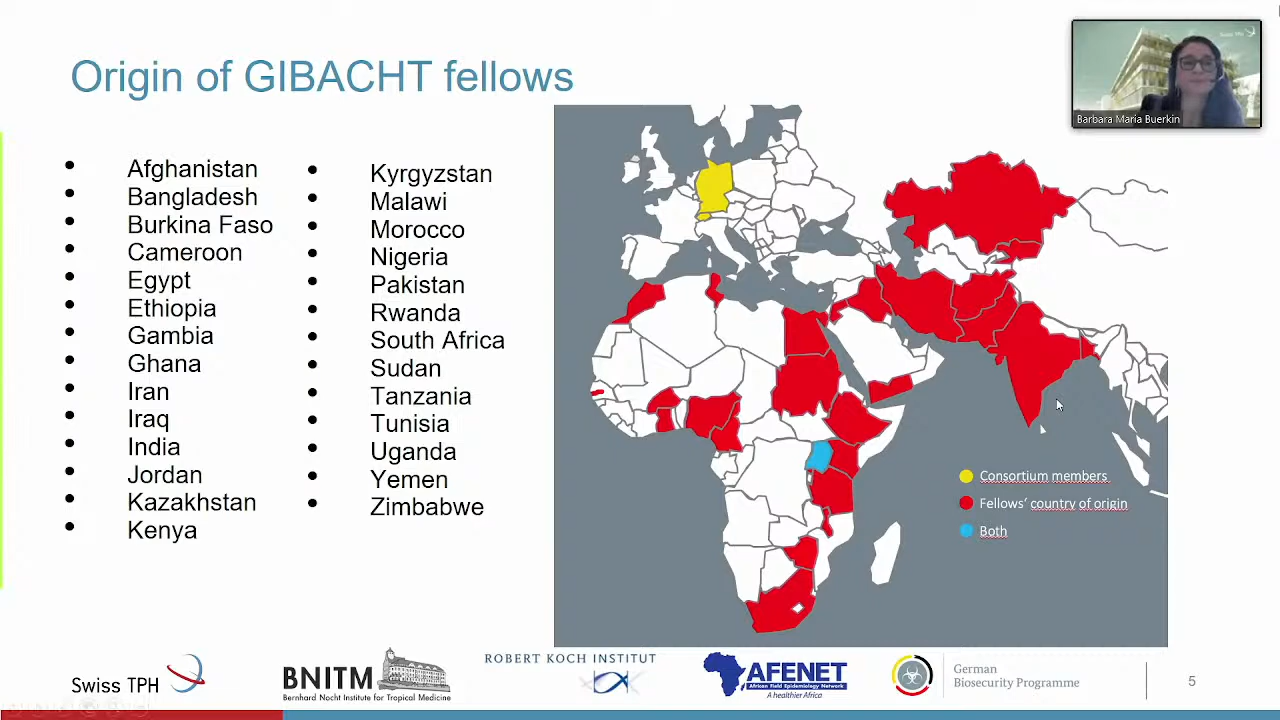 Origin of GIBACHT fellows
Barbara Maria Buerkin
Afghanistan
Bangladesh
Burkina Faso
Cameroon
Egypt
Ethiopia
Gambia
Ghana
Iran
Iraq
India
Jordan
Kazakhstan
Kenya
Kyrgyzstan
Malawi
Morocco
Nigeria
Pakistan
Rwanda
South Africa
Sudan
Tanzania
Tunisia
Uganda
Yemen
Zimbabwe
Consortium members
Fellows‘ country of origin
Both
Swiss TPH
BNITM
Bernhard Nocht Institute for Tropical Medicine
ROBERT KOCH INSTITUT
AFENET
African Field Epidemiology Network
A healthier Africa
German
Biosecurity Programme
5